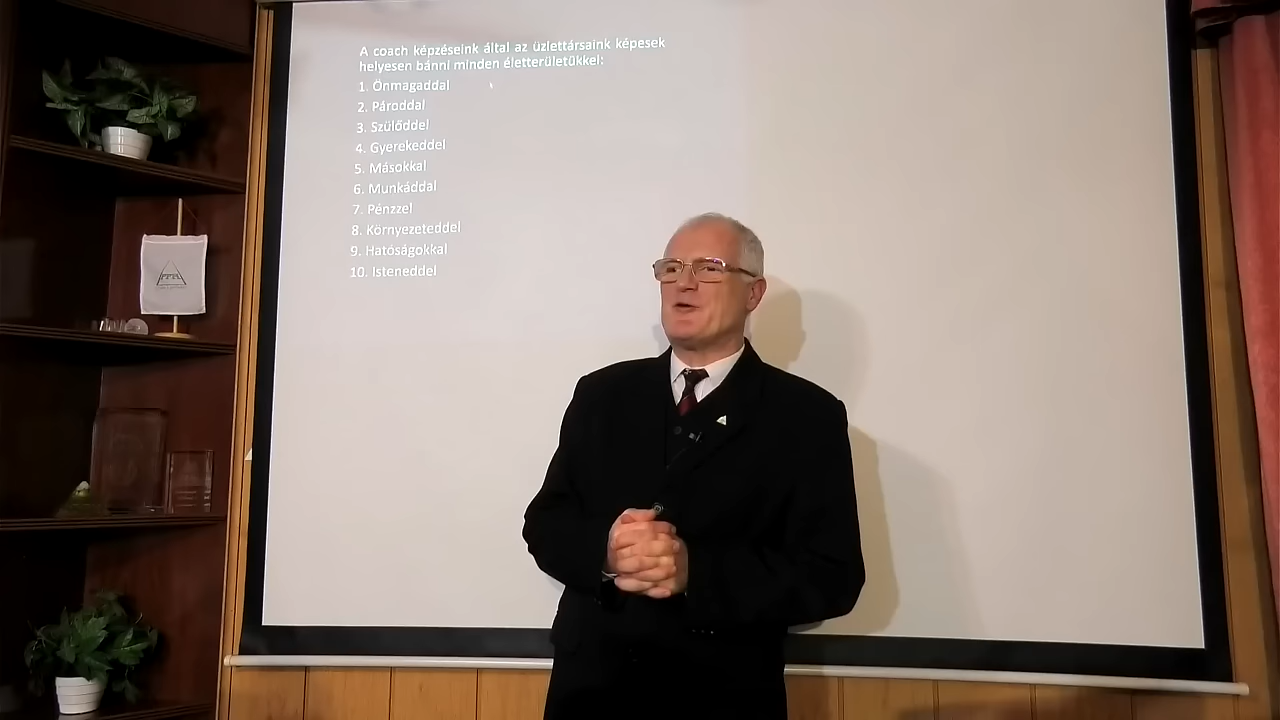 A coach képzéseink által az üzlettársaink képesek
helyesen bánni minden életterületükkel:
1. Önmagaddal
2. Pároddal
3. Szülőddel
4. Gyerekeddel
5. Másokkal
6. Munkáddal
7. Pénzzel
8. Környezeteddel
9. Hatóságokkal
10. Isteneddel